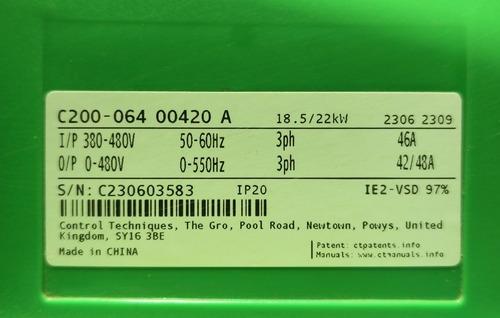 C200-064 00420 A 18.5/22kW 2306 2309
I/P 380-480V 50-60Hz 3ph 46A
O/P 0-480V 0-550Hz 3ph 42/48A
S/N: C230603583 IP20 IE2-VSD 97%
Control Techniques, The Gro, Pool Road, Newtown, Powys, United
Kingdom, SY16 3BE
Patent: ctpatents.info
Made in CHINA Manuals: www.ctmanuals.info